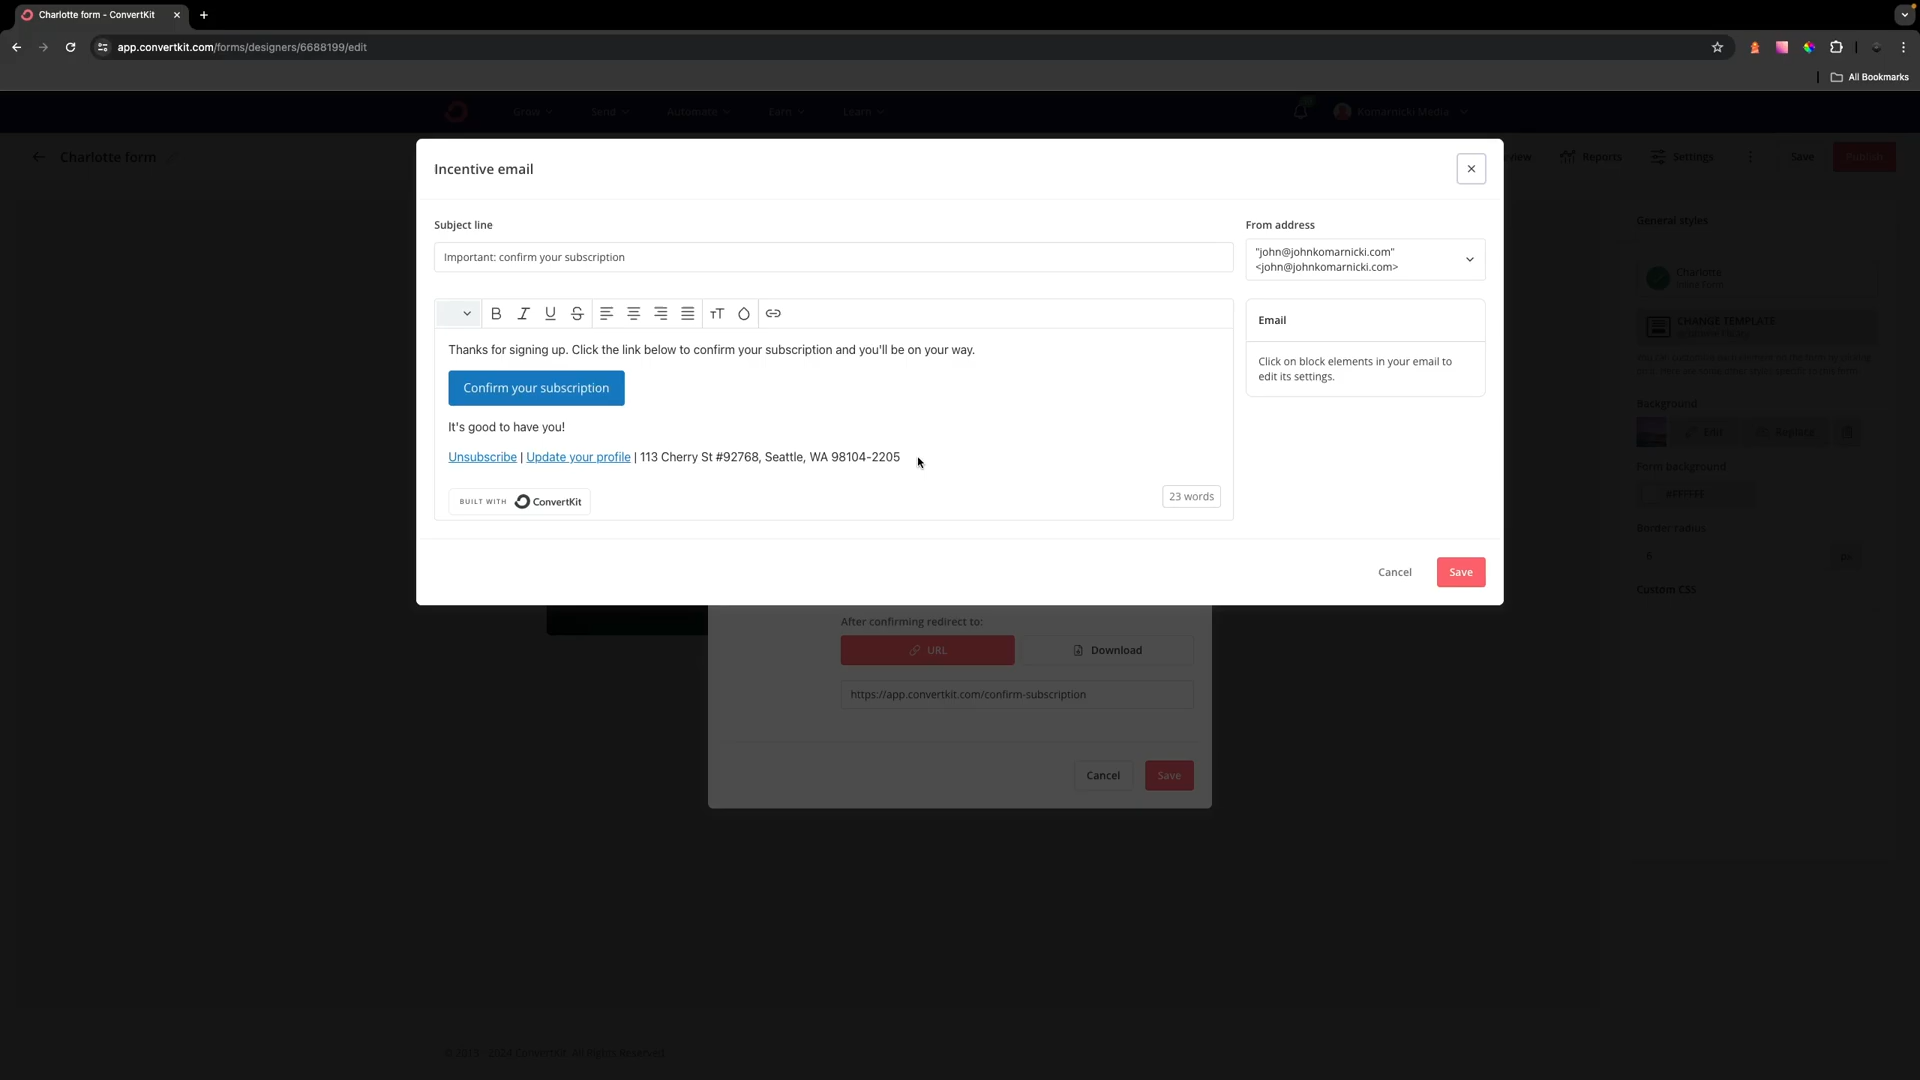 Charlotte form - ConvertKit
app.convertkit.com/forms/designers/6688199/edit
All Bookmarks
Grow Send Automate Earn Learn Komarnicki Media
Charlotte form Reports Settings Save Publish
Incentive email
Subject line
Important: confirm your subscription
From address
"john@johnkomarnicki.com"
<john@johnkomarnicki.com>
Thanks for signing up. Click the link below to confirm your subscription and you'll be on your way.
Confirm your subscription
It's good to have you!
Unsubscribe | Update your profile | 113 Cherry St #92768, Seattle, WA 98104-2205
BUILT WITH ConvertKit
23 words
Email
Click on block elements in your email to
edit its settings.
Cancel Save
General styles
Charlotte
CHANGE TEMPLATE
Background
Edit Replace
Form background
#FFFFFF
Border radius
6
Custom CSS
After confirming redirect to:
URL Download
https://app.convertkit.com/confirm-subscription
Cancel Save
© 2013 - 2024 ConvertKit. All Rights Reserved.